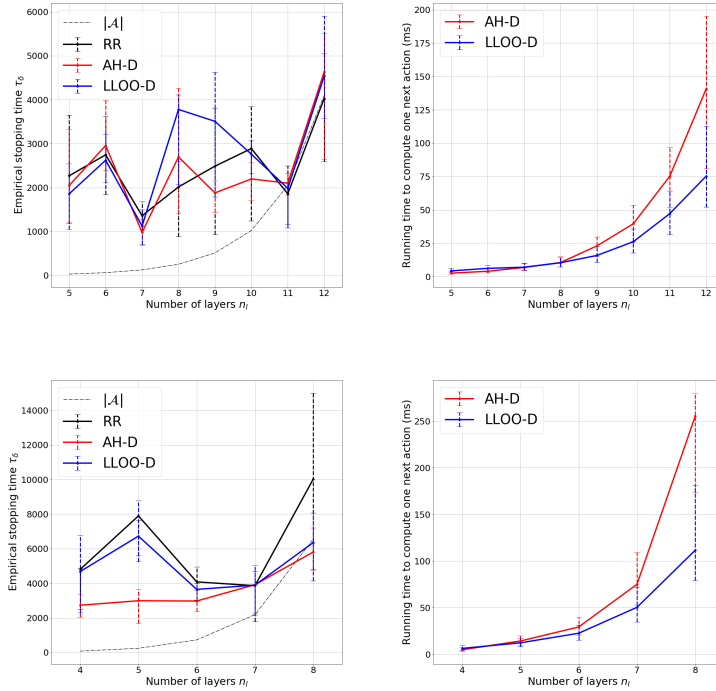 6000
5000
4000
3000
2000
1000
0
5 6 7 8 9 10 11 12
Number of layers n_l
Empirical stopping time τ_δ
|𝒜|
RR
AH-D
LLOO-D
200
175
150
125
100
75
50
25
0
5 6 7 8 9 10 11 12
Number of layers n_l
Running time to compute one next action (ms)
AH-D
LLOO-D
14000
12000
10000
8000
6000
4000
2000
0
4 5 6 7 8
Number of layers n_l
Empirical stopping time τ_δ
|𝒜|
RR
AH-D
LLOO-D
250
200
150
100
50
0
4 5 6 7 8
Number of layers n_l
Running time to compute one next action (ms)
AH-D
LLOO-D